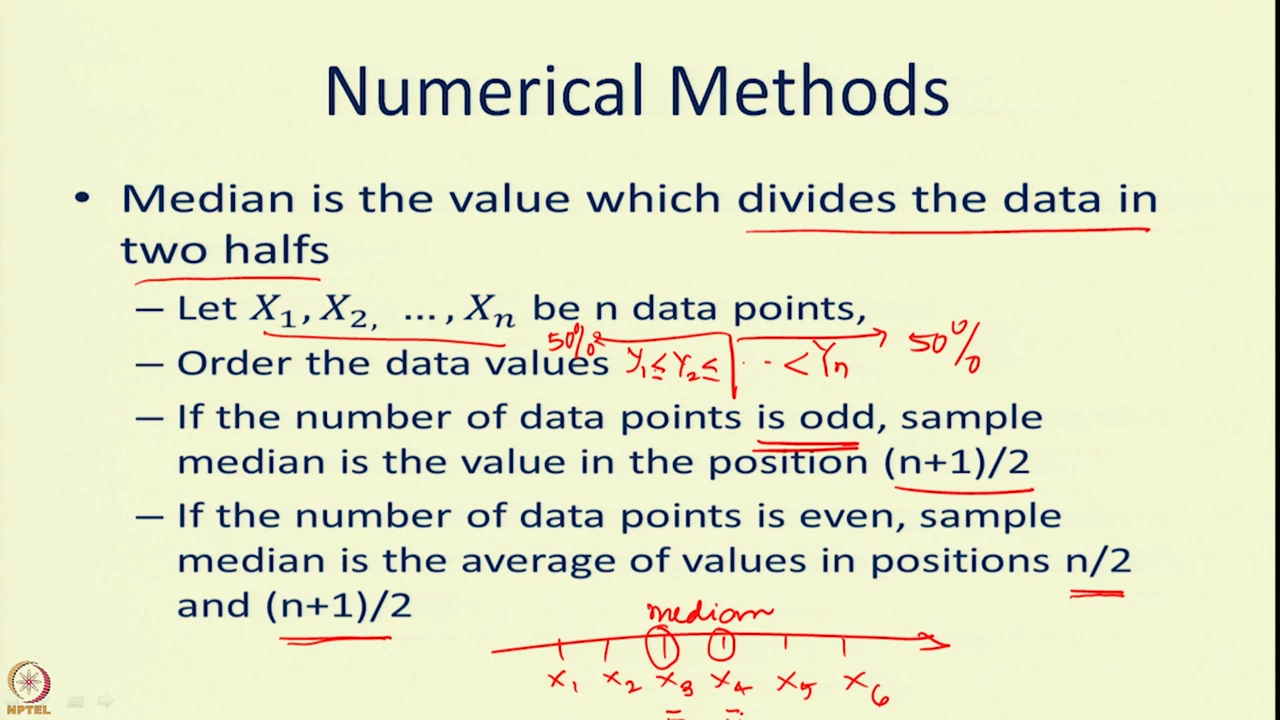 Numerical Methods
• Median is the value which divides the data in
two halfs
– Let X₁, X₂, …, Xₙ be n data points,
50% 50%
– Order the data values Y₁ ≤ Y₂ ≤ ·· < Yₙ
– If the number of data points is odd, sample
median is the value in the position (n+1)/2
– If the number of data points is even, sample
median is the average of values in positions n/2
and (n+1)/2
median
x₁ x₂ x₃ x₄ x₅ x₆
NPTEL